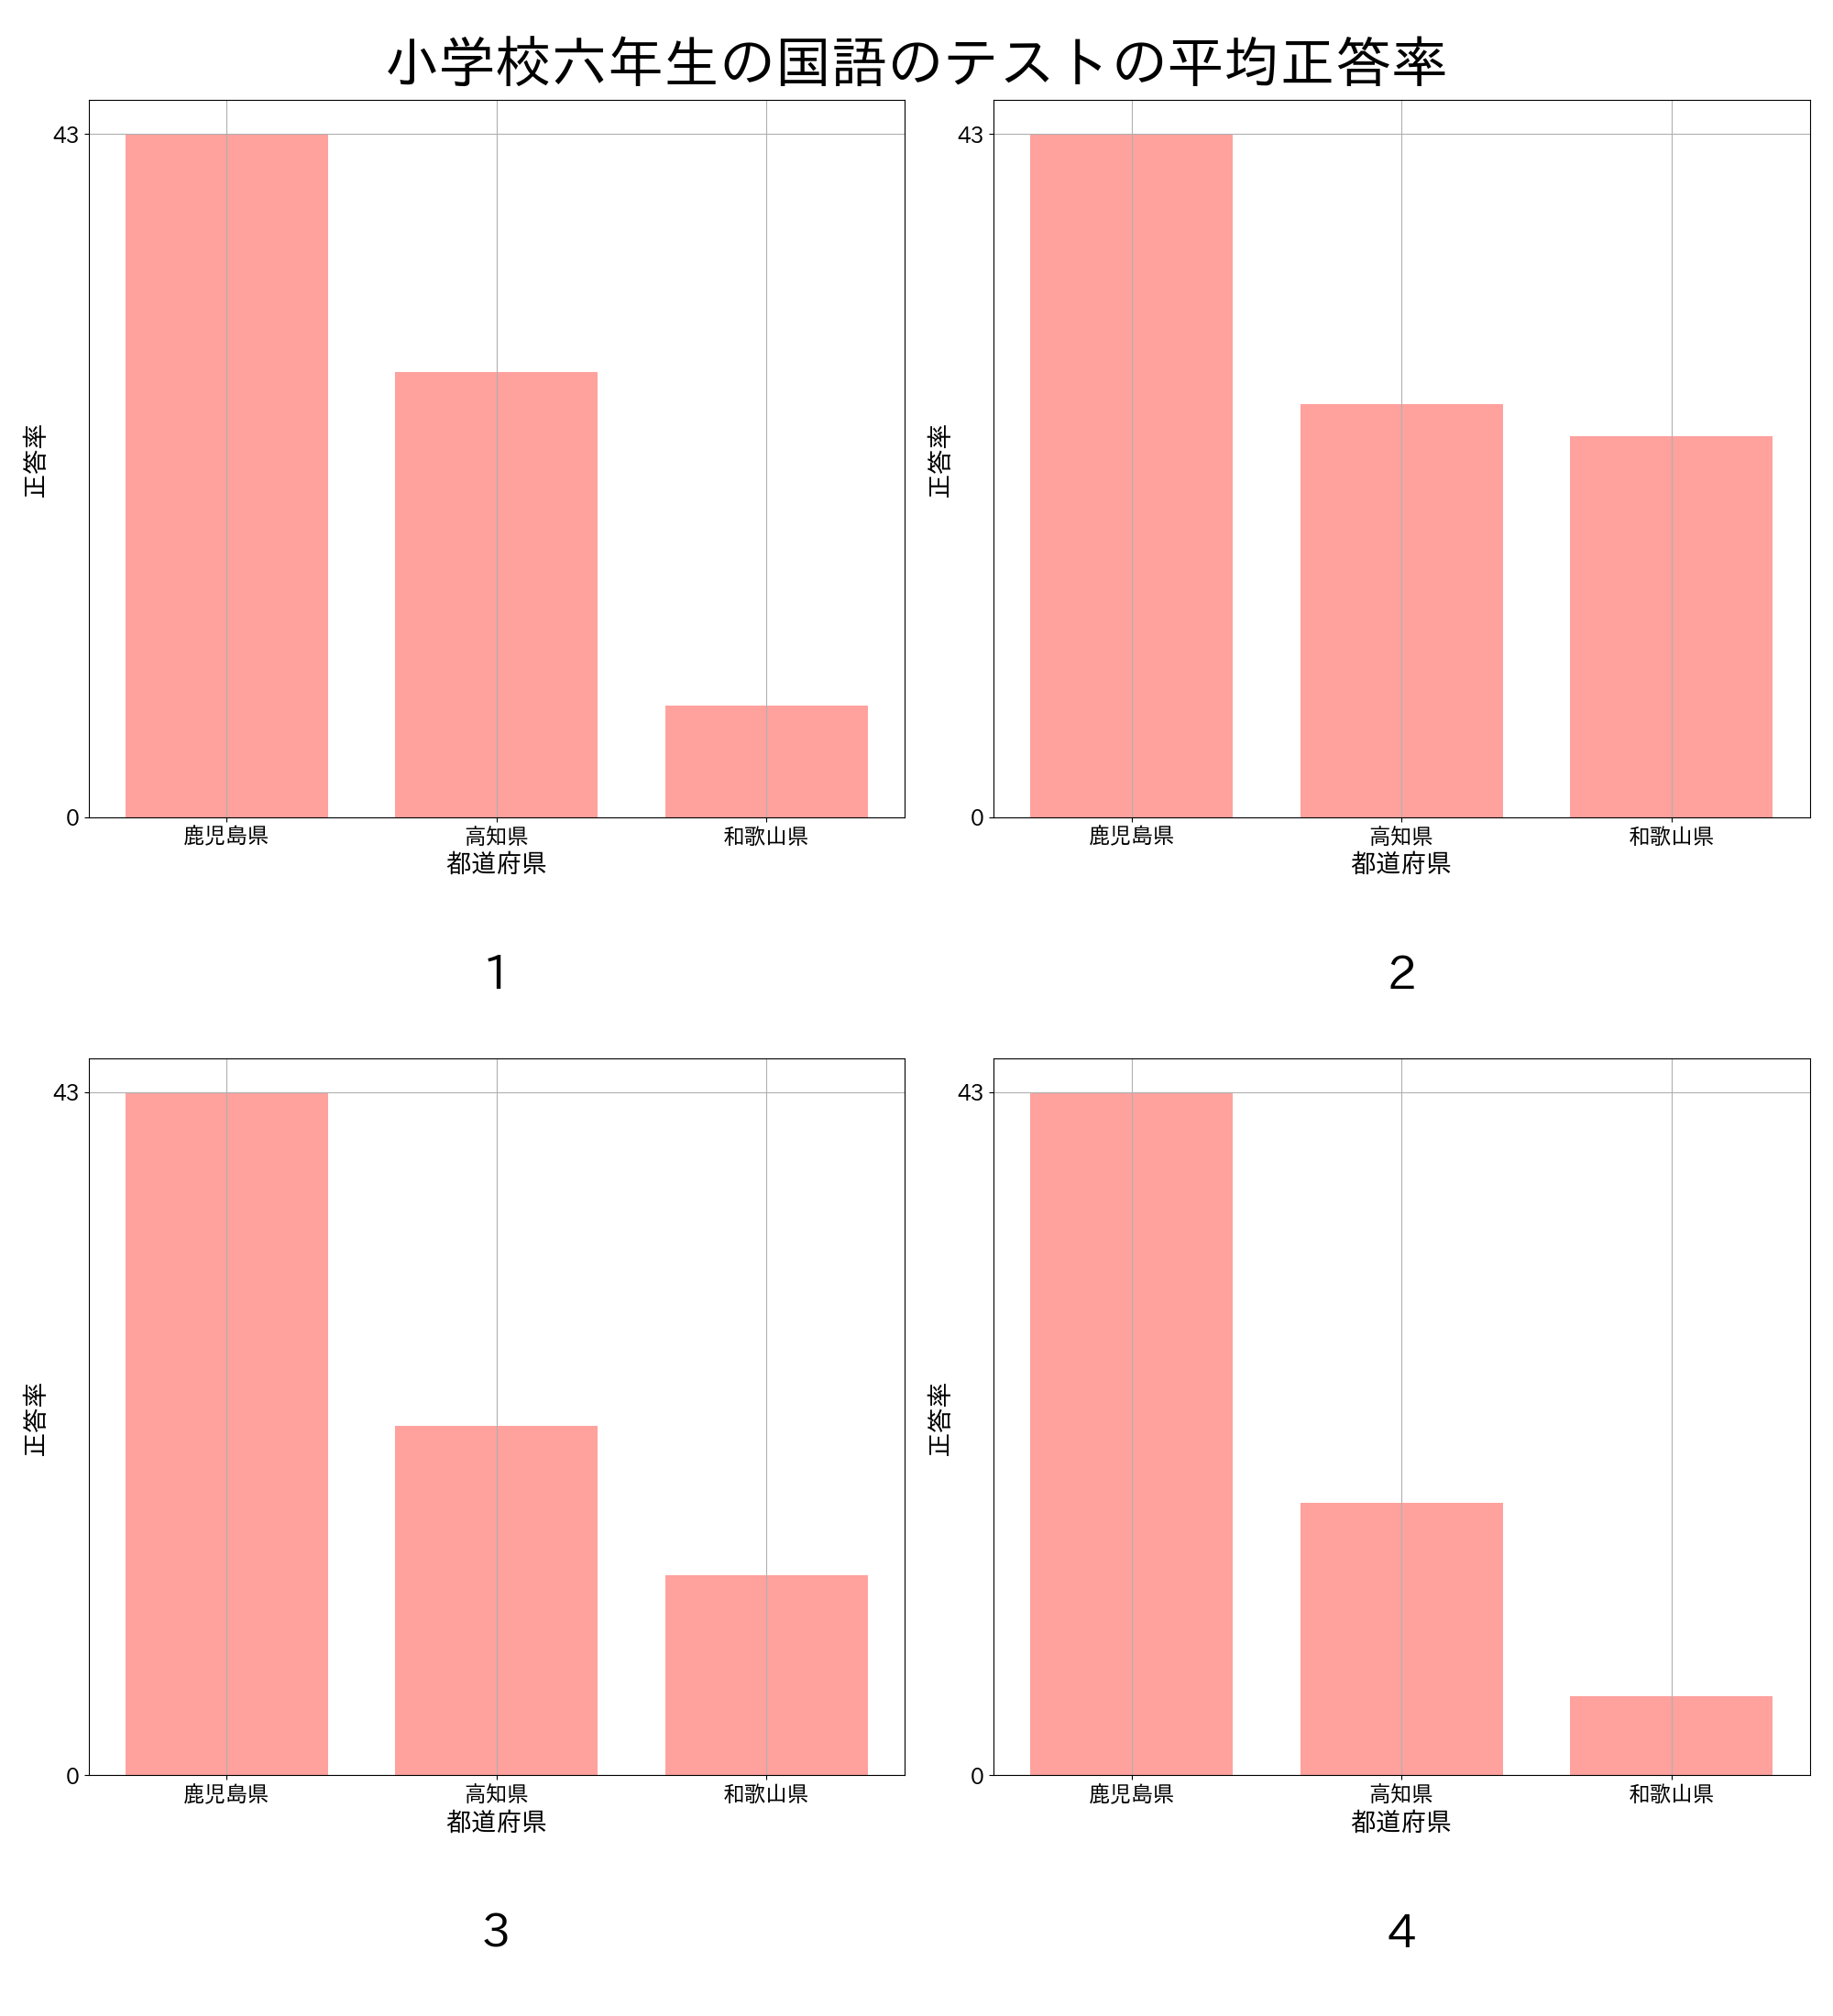 小学校六年生の国語のテストの平均正答率
43
0
正答率
鹿児島県
高知県
和歌山県
都道府県
1
43
0
正答率
鹿児島県
高知県
和歌山県
都道府県
2
43
0
正答率
鹿児島県
高知県
和歌山県
都道府県
3
43
0
正答率
鹿児島県
高知県
和歌山県
都道府県
4